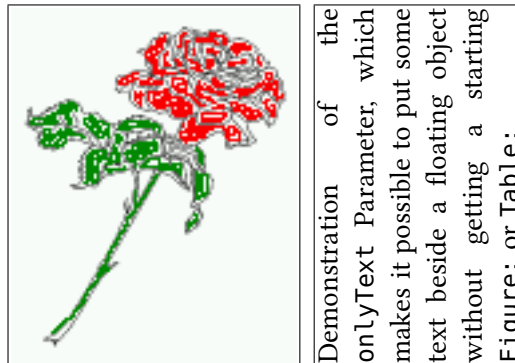 Demonstration of the
onlyText Parameter, which
makes it possible to put some
text beside a floating object
without getting a starting
Figure: or Table: